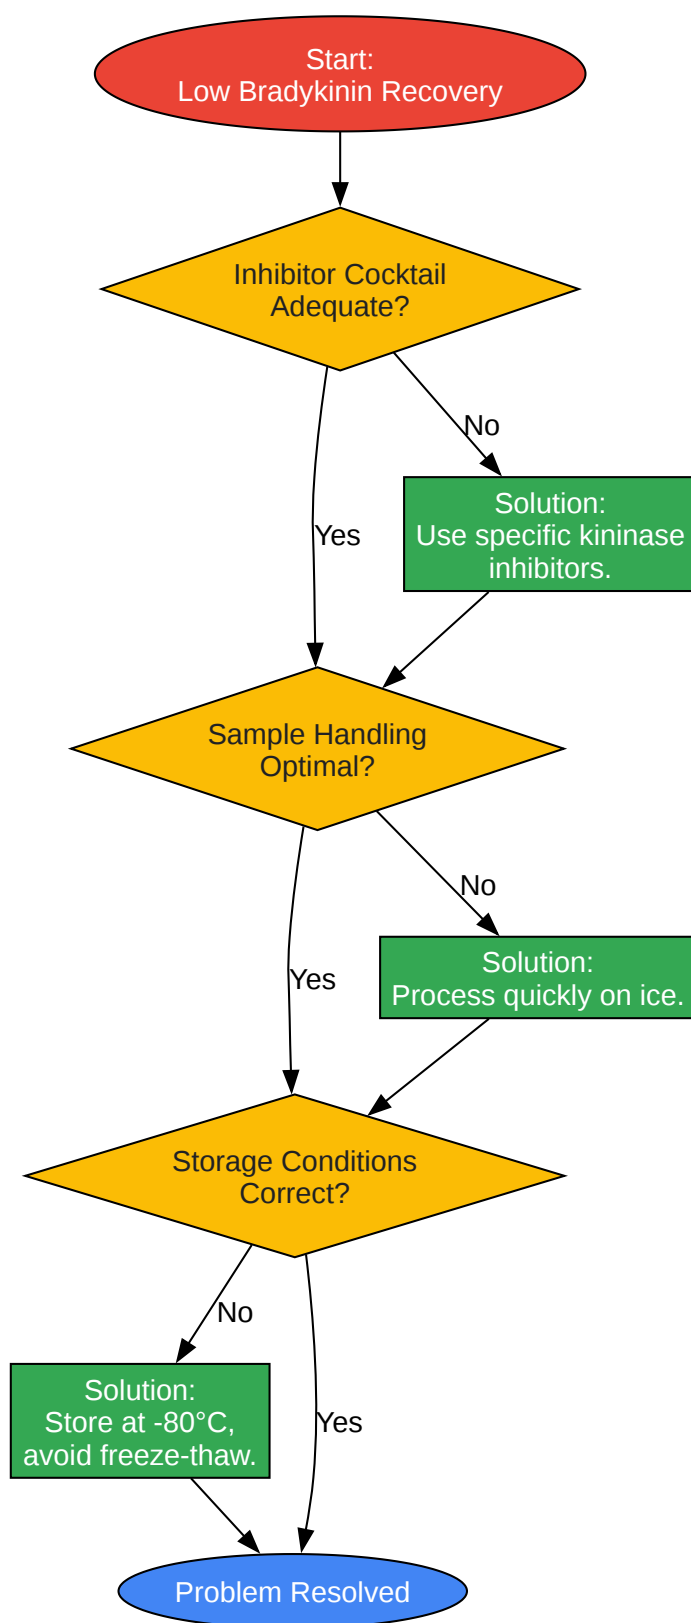 Start:
Low Bradykinin Recovery
Inhibitor Cocktail
Adequate?
No
Solution:
Use specific kininase
inhibitors.
Yes
Sample Handling
Optimal?
No
Solution:
Process quickly on ice.
Yes
Storage Conditions
Correct?
No
Solution:
Store at -80°C,
avoid freeze-thaw.
Yes
Problem Resolved